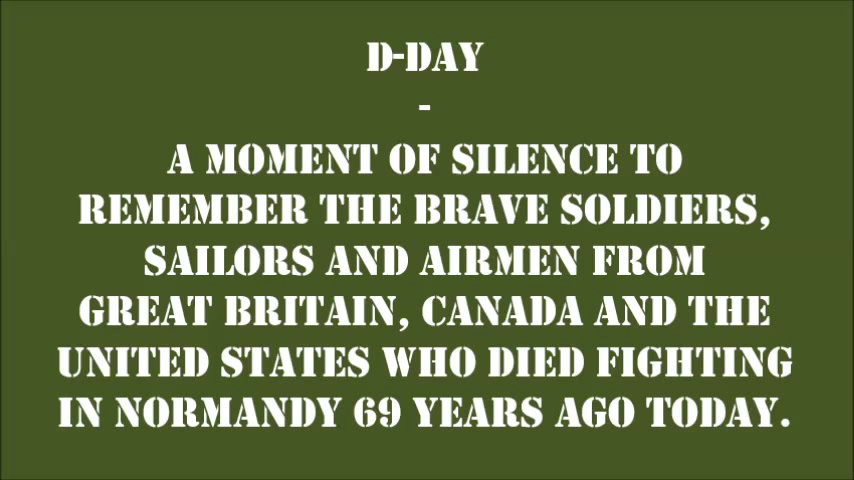 D-DAY
-
A MOMENT OF SILENCE TO
REMEMBER THE BRAVE SOLDIERS,
SAILORS AND AIRMEN FROM
GREAT BRITAIN, CANADA AND THE
UNITED STATES WHO DIED FIGHTING
IN NORMANDY 69 YEARS AGO TODAY.